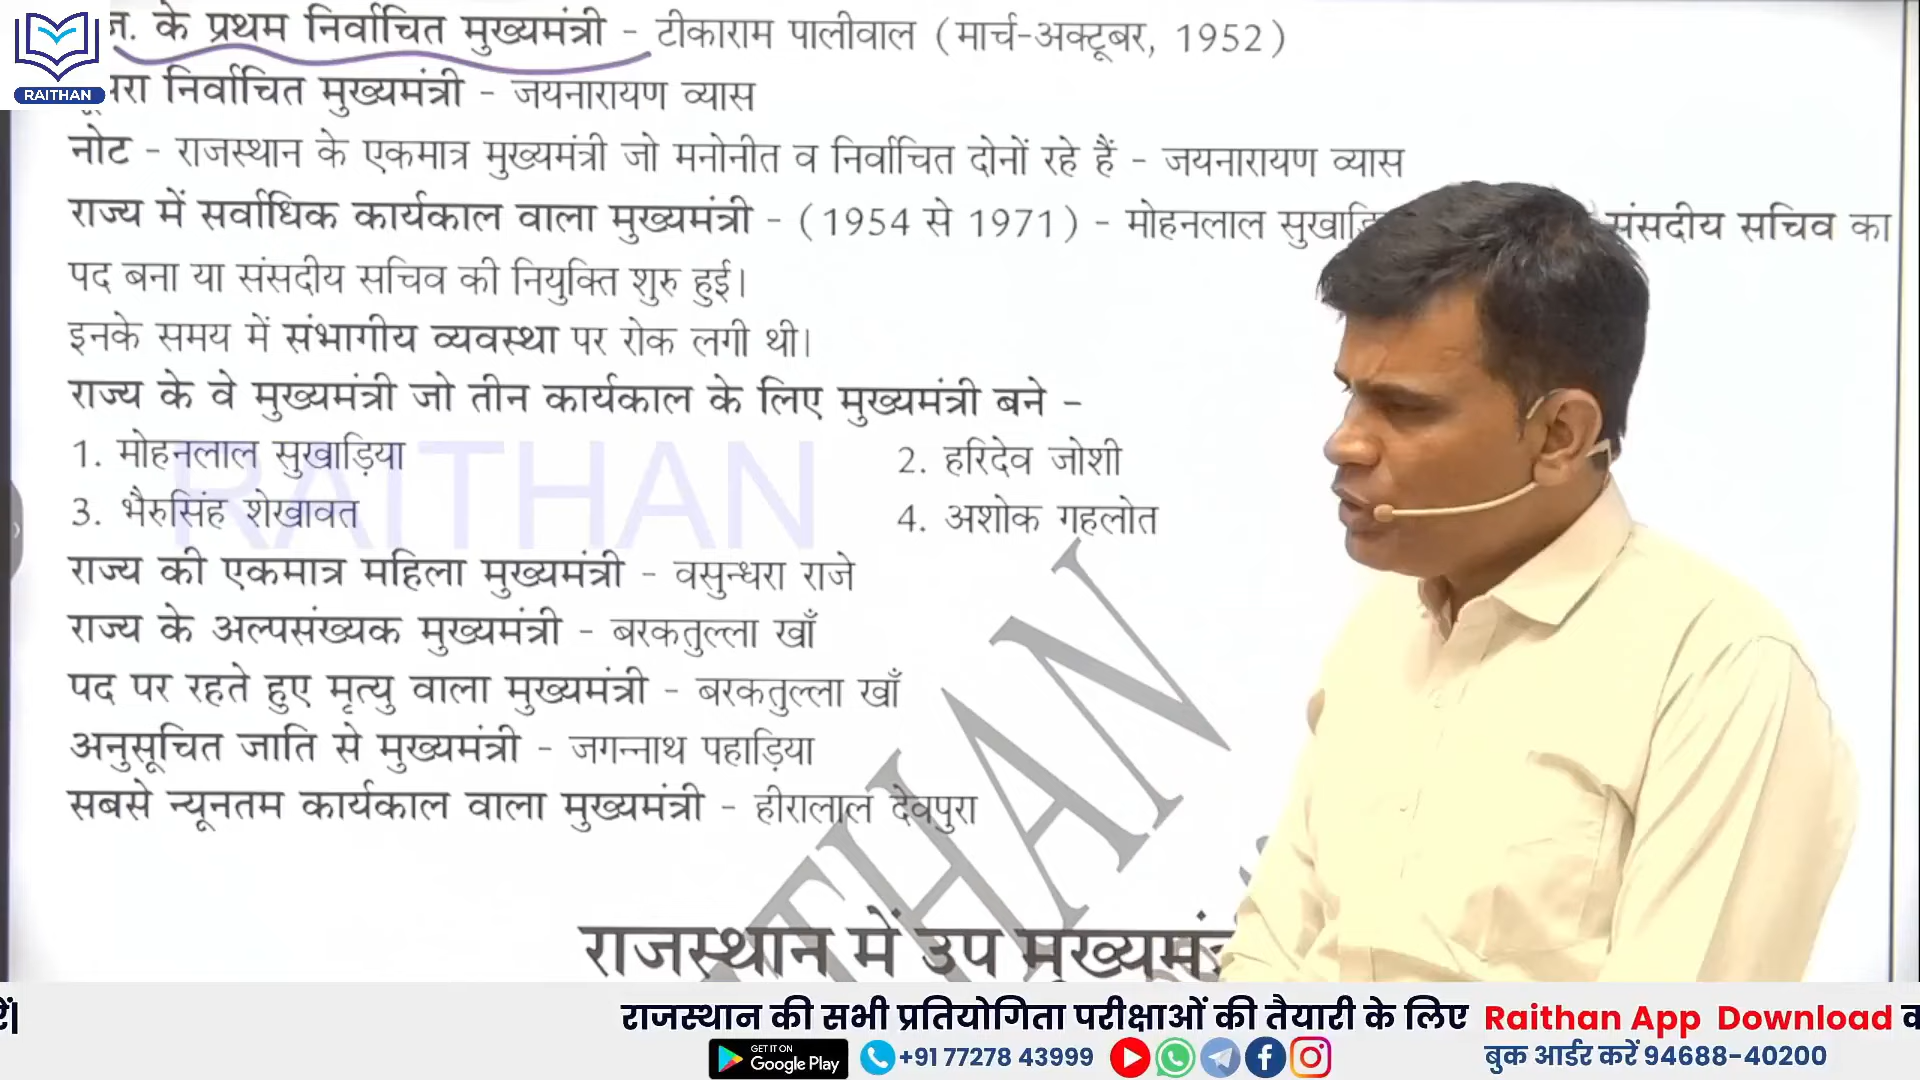 RAITHAN
के प्रथम निर्वाचित मुख्यमंत्री - टीकाराम पालीवाल (मार्च-अक्टूबर, 1952)
निर्वाचित मुख्यमंत्री - जयनारायण व्यास
नोट - राजस्थान के एकमात्र मुख्यमंत्री जो मनोनीत व निर्वाचित दोनों रहे हैं - जयनारायण व्यास
राज्य में सर्वाधिक कार्यकाल वाला मुख्यमंत्री - (1954 से 1971) - मोहनलाल संसदीय सचिव का
पद बना या संसदीय सचिव की नियुक्ति शुरु हुई।
इनके समय में संभागीय व्यवस्था पर रोक लगी थी।
राज्य के वे मुख्यमंत्री जो तीन कार्यकाल के लिए मुख्यमंत्री बने -
1. मोहनलाल सुखाड़िया 2. हरिदेव जोशी
3. भैरुसिंह शेखावत 4. अशोक गहलोत
RAITHAN
राज्य की एकमात्र महिला मुख्यमंत्री - वसुन्धरा राजे
राज्य के अल्पसंख्यक मुख्यमंत्री - बरकतुल्ला खाँ
पद पर रहते हुए मृत्यु वाला मुख्यमंत्री - बरकतुल्ला खाँ
अनुसूचित जाति से मुख्यमंत्री - जगन्नाथ पहाड़िया
सबसे न्यूनतम कार्यकाल वाला मुख्यमंत्री - हीरालाल देवपुरा
राजस्थान में उप
राजस्थान की सभी प्रतियोगिता परीक्षाओं की तैयारी के लिए Raithan App Download
GET IT ON Google Play +91 77278 43999 बुक आर्डर करें 94688-40200